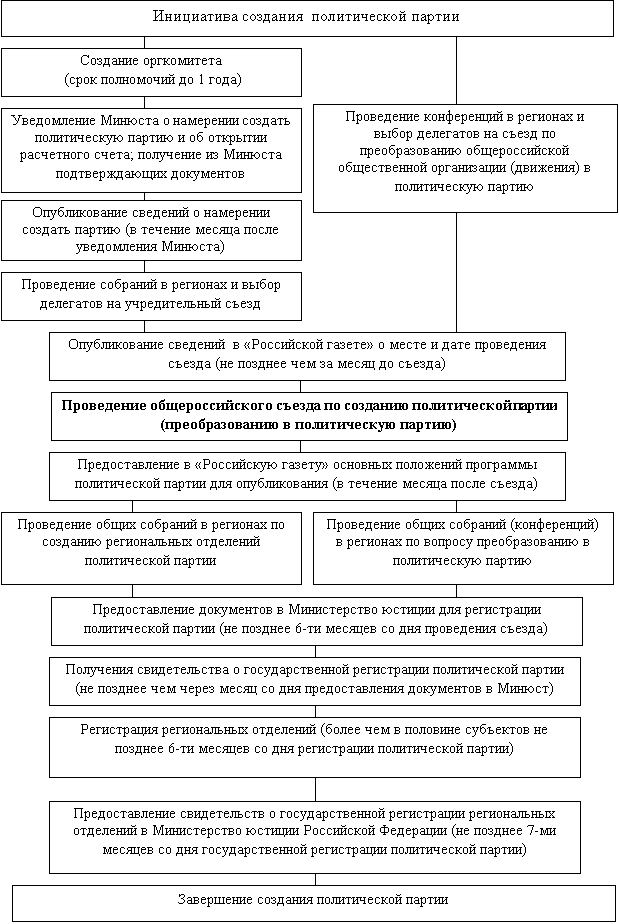 Инициатива создания политической партии
Создание оргкомитета
(срок полномочий до 1 года)
Уведомление Минюста о намерении создать
политическую партию и об открытии
расчетного счета; получение из Минюста
подтверждающих документов
Проведение конференций в регионах и
выбор делегатов на съезд по
преобразованию общероссийской
общественной организации (движения) в
политическую партию
Опубликование сведений о намерении
создать партию (в течение месяца после
уведомления Минюста)
Проведение собраний в регионах и выбор
делегатов на учредительный съезд
Опубликование сведений в «Российской газете» о месте и дате проведения
съезда (не позднее чем за месяц до съезда)
Проведение общероссийского съезда по созданию политической партии
(преобразованию в политическую партию)
Предоставление в «Российскую газету» основных положений программы
политической партии для опубликования (в течение месяца после съезда)
Проведение общих собраний в регионах по
созданию региональных отделений
политической партии
Проведение общих собраний (конференций)
в регионах по вопросу преобразованию в
политическую партию
Предоставление документов в Министерство юстиции для регистрации
политической партии (не позднее 6-ти месяцев со дня проведения съезда)
Получения свидетельства о государственной регистрации политической партии
(не позднее чем через месяц со дня предоставления документов в Минюст)
Регистрация региональных отделений (более чем в половине субъектов не
позднее 6-ти месяцев со дня регистрации политической партии)
Предоставление свидетельств о государственной регистрации региональных
отделений в Министерство юстиции Российской Федерации (не позднее 7-ми
месяцев со дня государственной регистрации политической партии)
Завершение создания политической партии